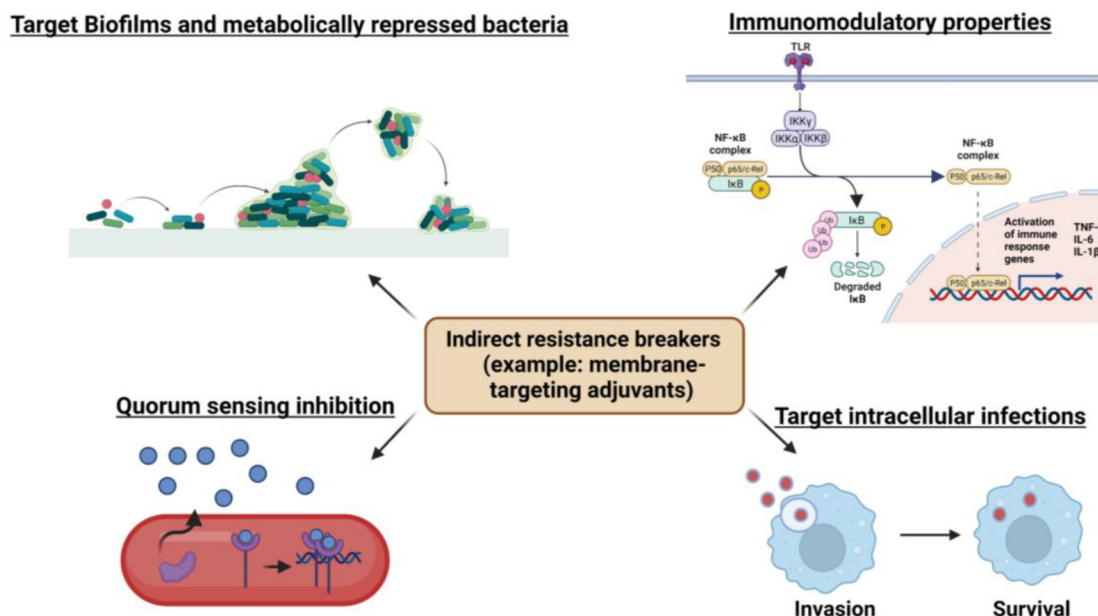 Target Biofilms and metabolically repressed bacteria
Immunomodulatory properties
TLR
IKKγ
IKKα IKKβ
NF-κB
complex
P50 p65/c-Rel
IκB
P
NF-κB
complex
P50 p65/c-Rel
Ub
Ub
Ub
Ub
IκB
P
Degraded
IκB
Activation
of immune
response
genes
TNF-
IL-6
IL-1β
P50 p65/c-Rel
Indirect resistance breakers
(example: membrane-
targeting adjuvants)
Quorum sensing inhibition
Target intracellular infections
Invasion
Survival